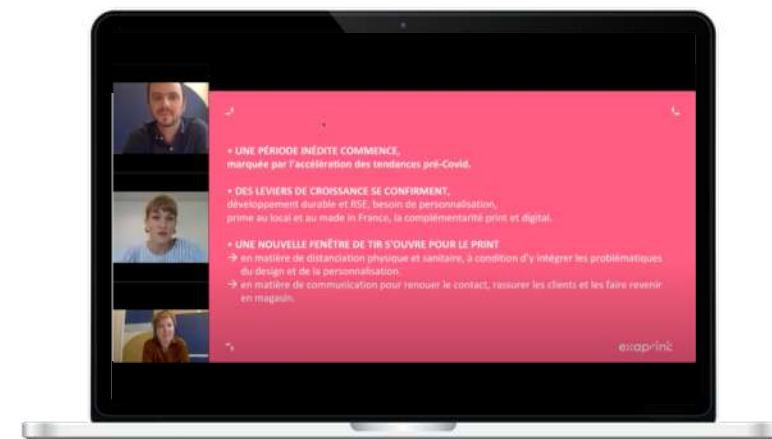 • UNE PÉRIODE INÉDITE COMMENCE,
marquée par l'accélération des tendances pré-Covid.
• DES LEVIERS DE CROISSANCE SE CONFIRMENT,
développement durable et RSE, besoin de personnalisation,
prime au local et au made in France, la complémentarité print et digital.
• UNE NOUVELLE FENÊTRE DE TIR S'OUVRE POUR LE PRINT
→ en matière de distanciation physique et sanitaire, à condition d'y intégrer les problématiques
du design et de la personnalisation.
→ en matière de communication pour renouer le contact, rassurer les clients et les faire revenir
en magasin.
exaprint